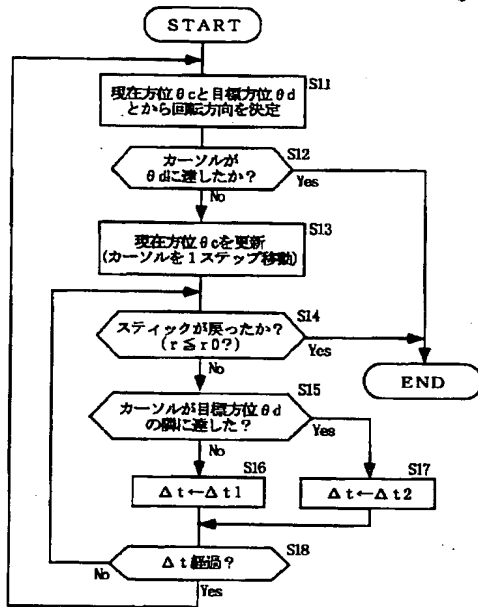 START
S11
現在方位θcと目標方位θd
とから回転方向を決定
S12
カーソルが
θdに達したか?
Yes
No
S13
現在方位θcを更新
(カーソルを1ステップ移動)
S14
スティックが戻ったか?
(r≦r0?)
Yes
No
END
S15
カーソルが目標方位θd
の隣に達した?
Yes
No
S16
Δt←Δt1
S17
Δt←Δt2
S18
Δt経過?
No
Yes